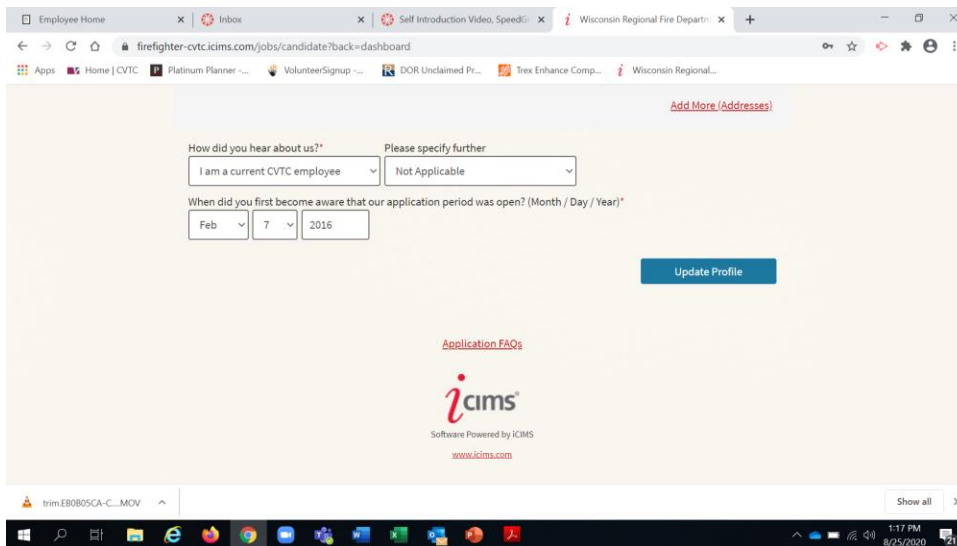 Employee Home
Inbox
Self Introduction Video, SpeedG
Wisconsin Regional Fire Departm
firefighter-cvtc.icims.com/jobs/candidate?back=dashboard
Apps Home | CVTC Platinum Planner -... VolunteerSignup -... DOR Unclaimed Pr... Trex Enhance Comp... Wisconsin Regional...
Add More (Addresses)
How did you hear about us?* Please specify further
I am a current CVTC employee Not Applicable
When did you first become aware that our application period was open? (Month / Day / Year)*
Feb 7 2016
Update Profile
Application FAQs
icims
Software Powered by iCIMS
www.icims.com
trim.EB0B05CA-C....MOV Show all
1:17 PM
8/25/2020
21